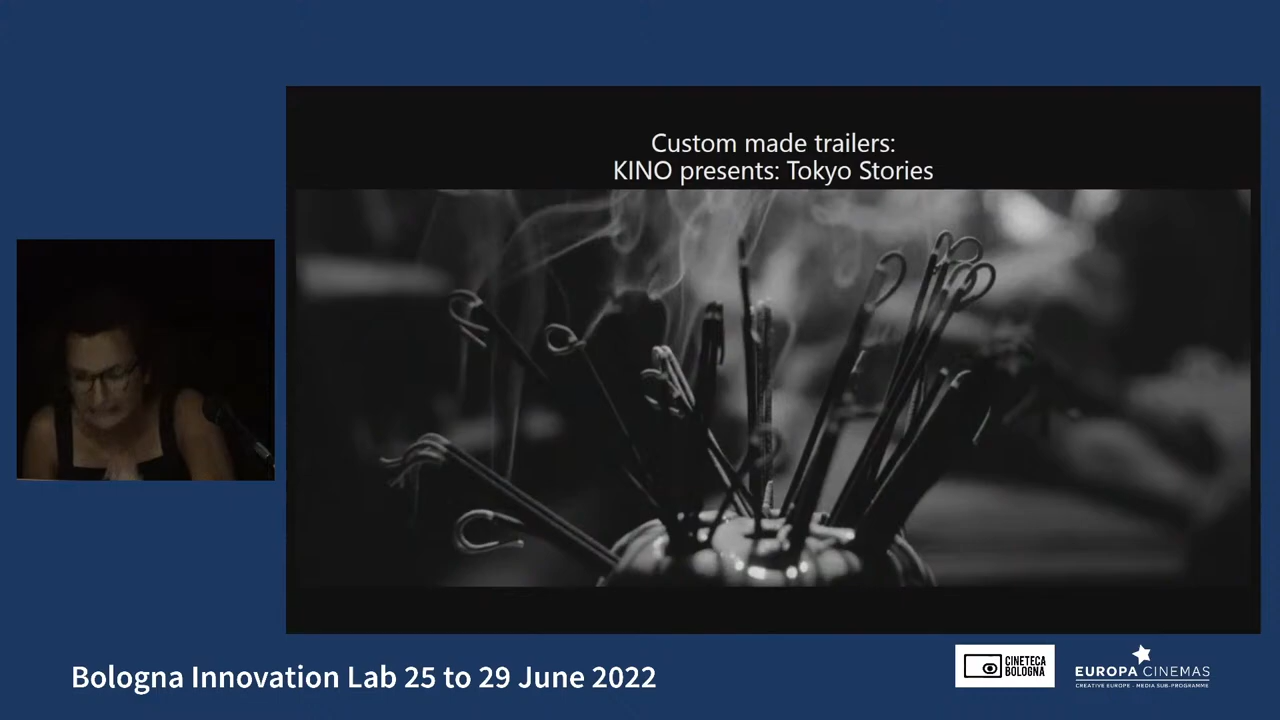 Custom made trailers:
KINO presents: Tokyo Stories
Bologna Innovation Lab 25 to 29 June 2022
CINETECA
BOLOGNA
EUROPA CINEMAS
CREATIVE EUROPE - MEDIA SUB-PROGRAMME